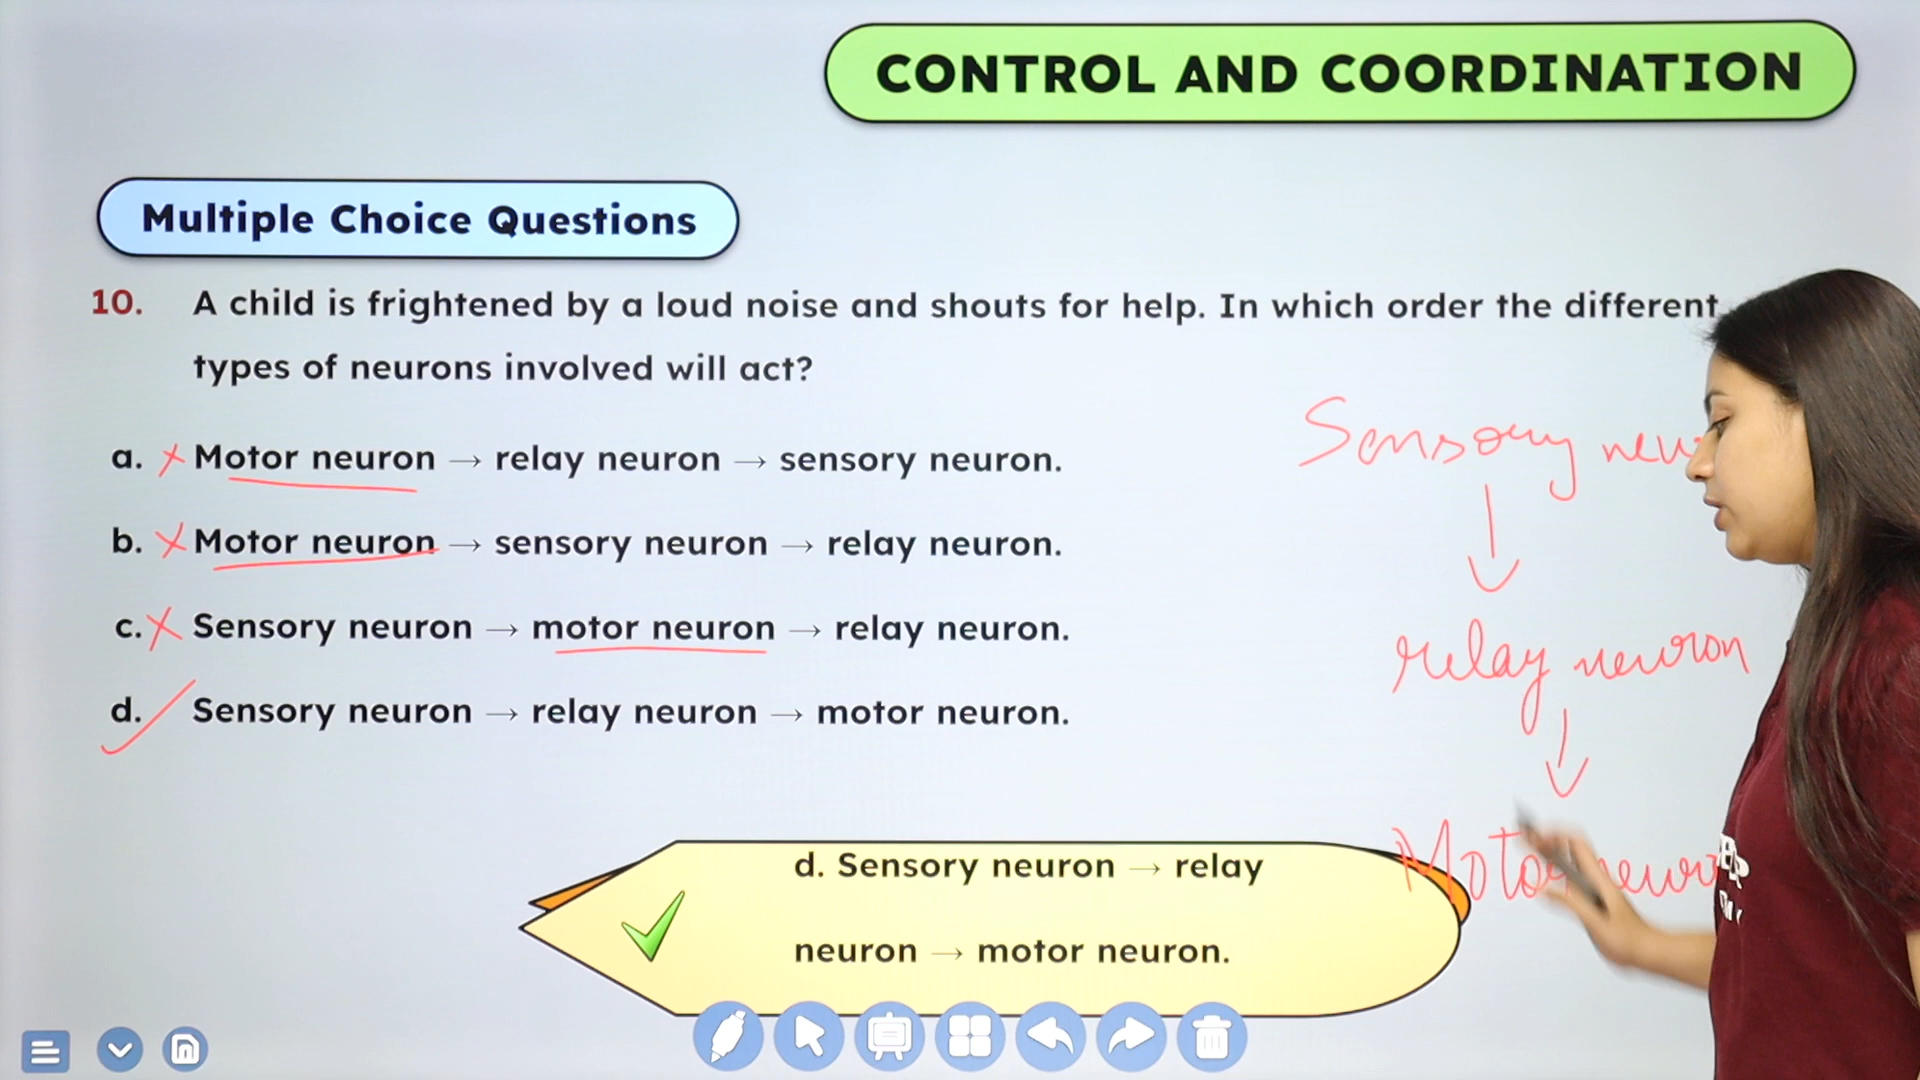 CONTROL AND COORDINATION
Multiple Choice Questions
10. A child is frightened by a loud noise and shouts for help. In which order the different
types of neurons involved will act?
a. Motor neuron → relay neuron → sensory neuron.
b. Motor neuron → sensory neuron → relay neuron.
c. Sensory neuron → motor neuron → relay neuron.
d. Sensory neuron → relay neuron → motor neuron.
Sensory
↓
relay neuron
↓
Motor
d. Sensory neuron → relay
neuron → motor neuron.